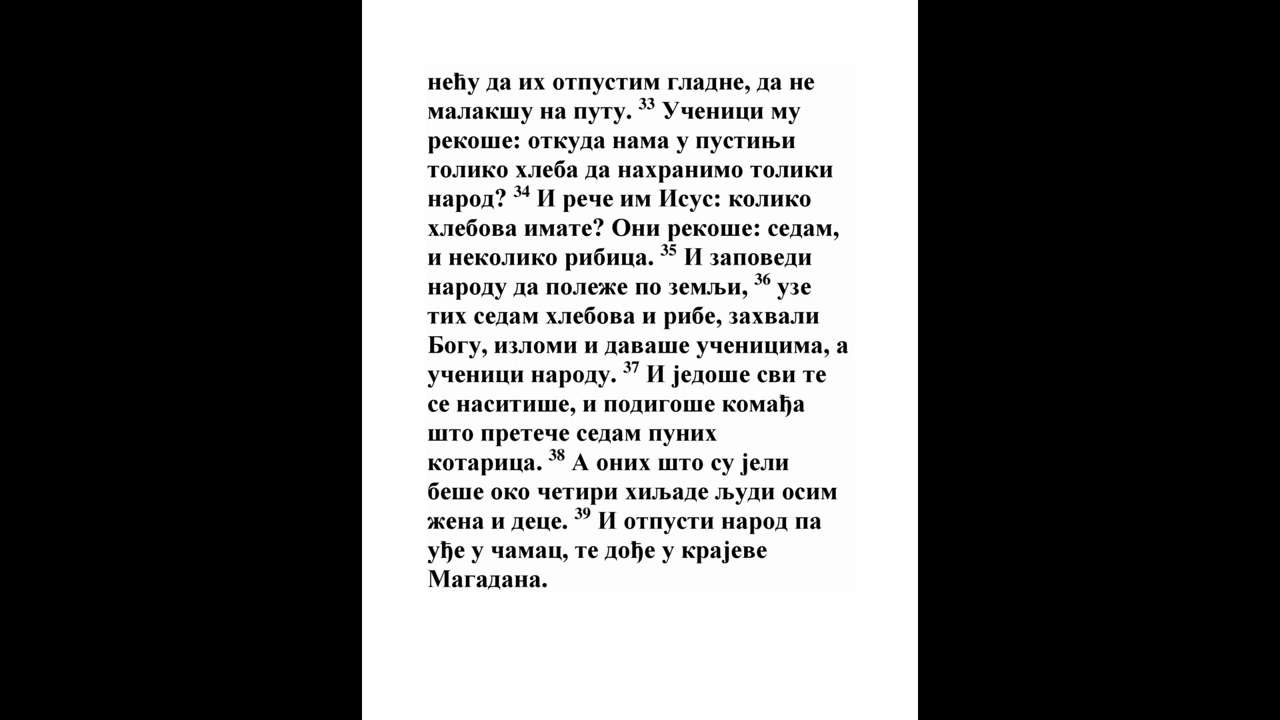 нећу да их отпустим гладне, да не
малакшу на путу. 33 Ученици му
рекоше: откуда нама у пустињи
толико хлеба да нахранимо толики
народ? 34 И рече им Исус: колико
хлебова имате? Они рекоше: седам,
и неколико рибица. 35 И заповеди
народу да полеже по земљи, 36 узе
тих седам хлебова и рибе, захвали
Богу, изломи и даваше ученицима, а
ученици народу. 37 И једоше сви те
се наситише, и подигоше комађа
што претече седам пуних
котарица. 38 А оних што су јели
беше око четири хиљаде људи осим
жена и деце. 39 И отпусти народ па
уђе у чамац, те дође у крајеве
Магадана.